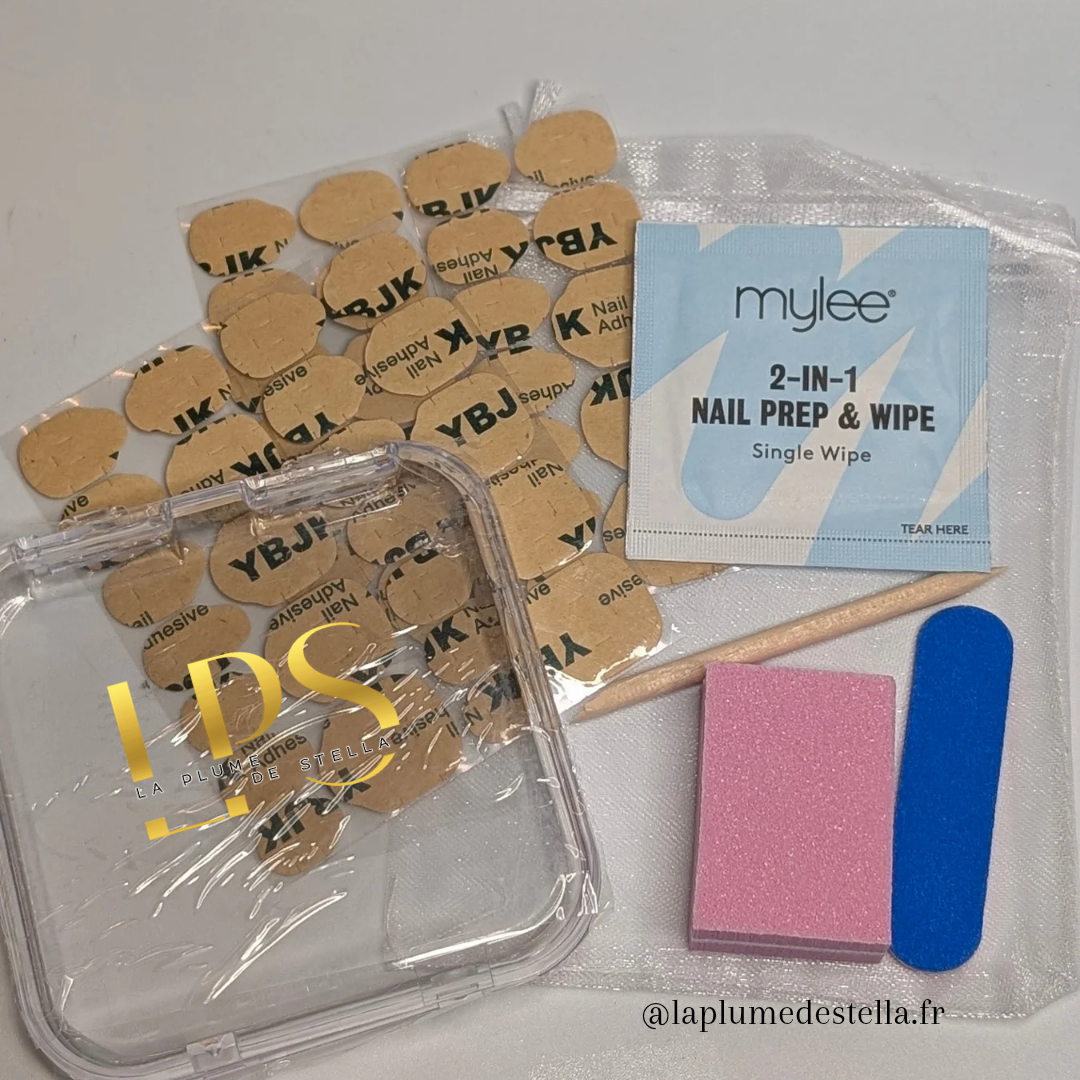 YBJK
Nail
Adhesive
mylee®
2-IN-1
NAIL PREP & WIPE
Single Wipe
TEAR HERE
LPS
LA PLUME
DE STELLA
@laplumedestella.fr